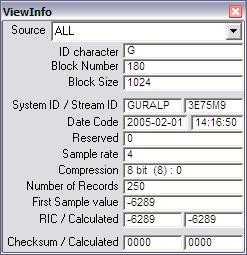 ViewInfo
Source ALL
ID character G
Block Number 180
Block Size 1024
System ID / Stream ID GURALP 3E75M9
Date Code 2005-02-01 14:16:50
Reserved 0
Sample rate 4
Compression 8 bit (8) : 0
Number of Records 250
First Sample value -6289
RIC / Calculated -6289 -6289
Checksum / Calculated 0000 0000